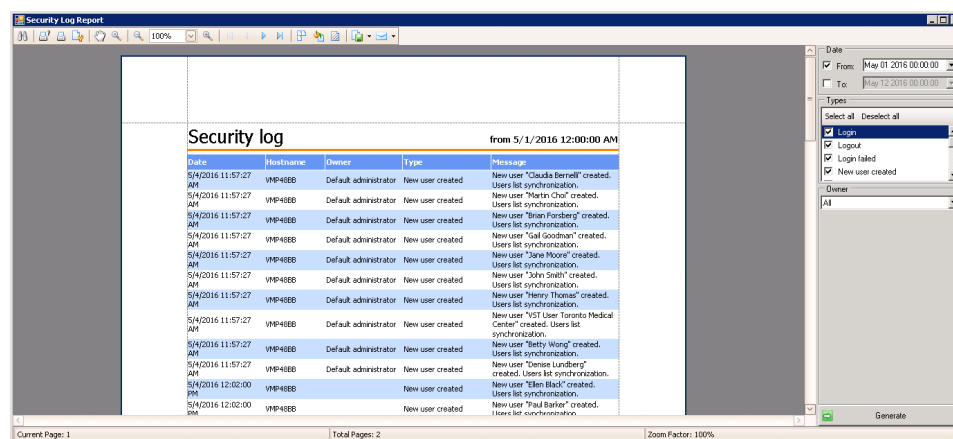 Security Log Report
100%
Security log
from 5/1/2016 12:00:00 AM
Date Hostname Owner Type Message
5/4/2016 11:57:27 AM VMP48BB Default administrator New user created New user "Claudia Bernelli" created. Users list synchronization.
5/4/2016 11:57:27 AM VMP48BB Default administrator New user created New user "Martin Choi" created. Users list synchronization.
5/4/2016 11:57:27 AM VMP48BB Default administrator New user created New user "Brian Forsberg" created. Users list synchronization.
5/4/2016 11:57:27 AM VMP48BB Default administrator New user created New user "Gail Goodman" created. Users list synchronization.
5/4/2016 11:57:27 AM VMP48BB Default administrator New user created New user "Jane Moore" created. Users list synchronization.
5/4/2016 11:57:27 AM VMP48BB Default administrator New user created New user "John Smith" created. Users list synchronization.
5/4/2016 11:57:27 AM VMP48BB Default administrator New user created New user "Henry Thomas" created. Users list synchronization.
5/4/2016 11:57:27 AM VMP48BB Default administrator New user created New user "VST User Toronto Medical Center" created. Users list synchronization.
5/4/2016 11:57:27 AM VMP48BB Default administrator New user created New user "Betty Wong" created. Users list synchronization.
5/4/2016 11:57:27 AM VMP48BB Default administrator New user created New user "Denise Lundberg" created. Users list synchronization.
5/4/2016 12:02:00 PM VMP48BB New user created New user "Ellen Black" created. Users list synchronization.
5/4/2016 12:02:00 PM VMP48BB New user created New user "Paul Barker" created. Users list synchronization.
Date
From: May 01 2016 00:00:00
To: May 12 2016 00:00:00
Types
Select all Deselect all
Login
Logout
Login failed
New user created
Owner
All
Generate
Current Page: 1 Total Pages: 2 Zoom Factor: 100%